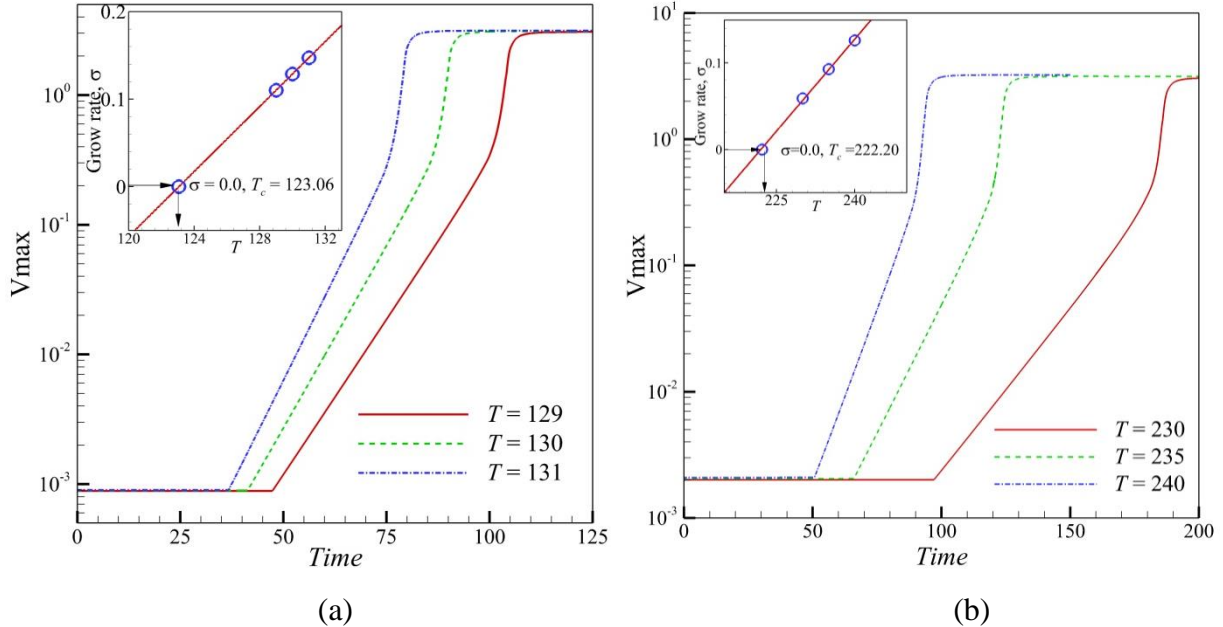 0.2
0.1
0
Grow rate, σ
σ = 0.0, T_c = 123.06
120 124 128 132
T
10^0
10^-1
10^-2
10^-3
Vmax
T = 129
T = 130
T = 131
0 25 50 75 100 125
Time
(a)
10^1
10^0
10^-1
10^-2
10^-3
Vmax
0.1
0
Grow rate, σ
σ=0.0, T_c =222.20
225 240
T
T = 230
T = 235
T = 240
0 50 100 150 200
Time
(b)